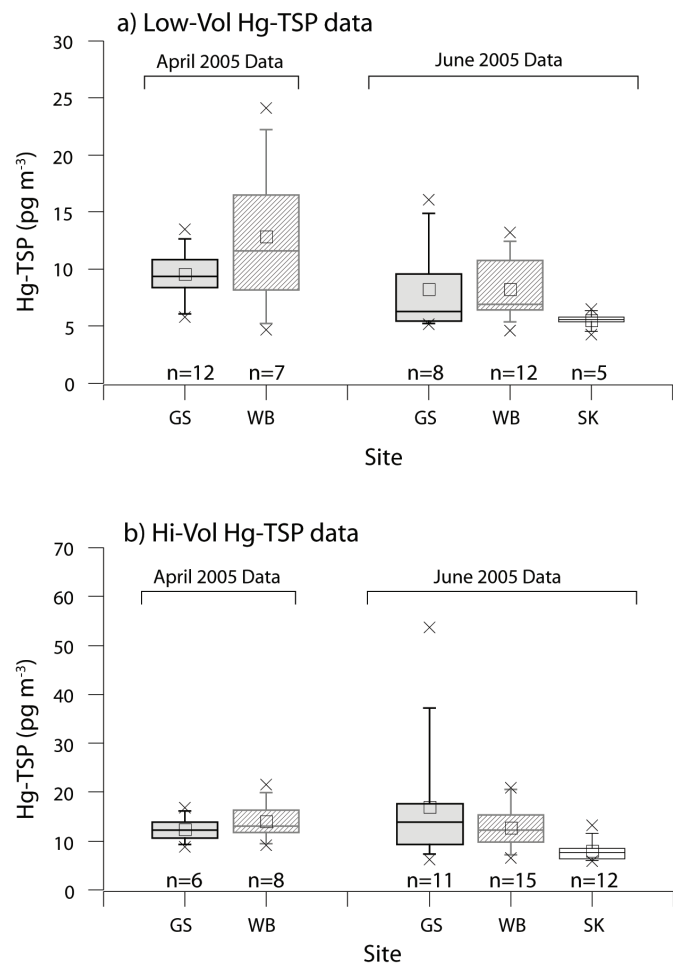 a) Low-Vol Hg-TSP data
April 2005 Data
June 2005 Data
30
25
20
15
10
5
0
Hg-TSP (pg m⁻³)
n=12 n=7 n=8 n=12 n=5
GS WB GS WB SK
Site
b) Hi-Vol Hg-TSP data
April 2005 Data
June 2005 Data
70
60
50
40
30
20
10
0
Hg-TSP (pg m⁻³)
n=6 n=8 n=11 n=15 n=12
GS WB GS WB SK
Site